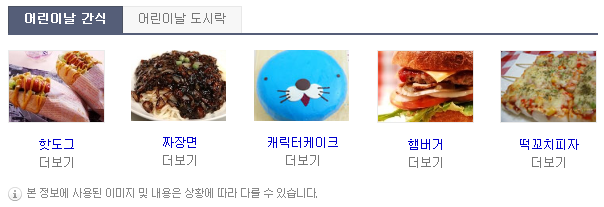 어린이날 간식 어린이날 도시락
핫도그 짜장면 캐릭터케이크 햄버거 떡꼬치피자
더보기 더보기 더보기 더보기 더보기
본 정보에 사용된 이미지 및 내용은 상황에 따라 다를 수 있습니다.